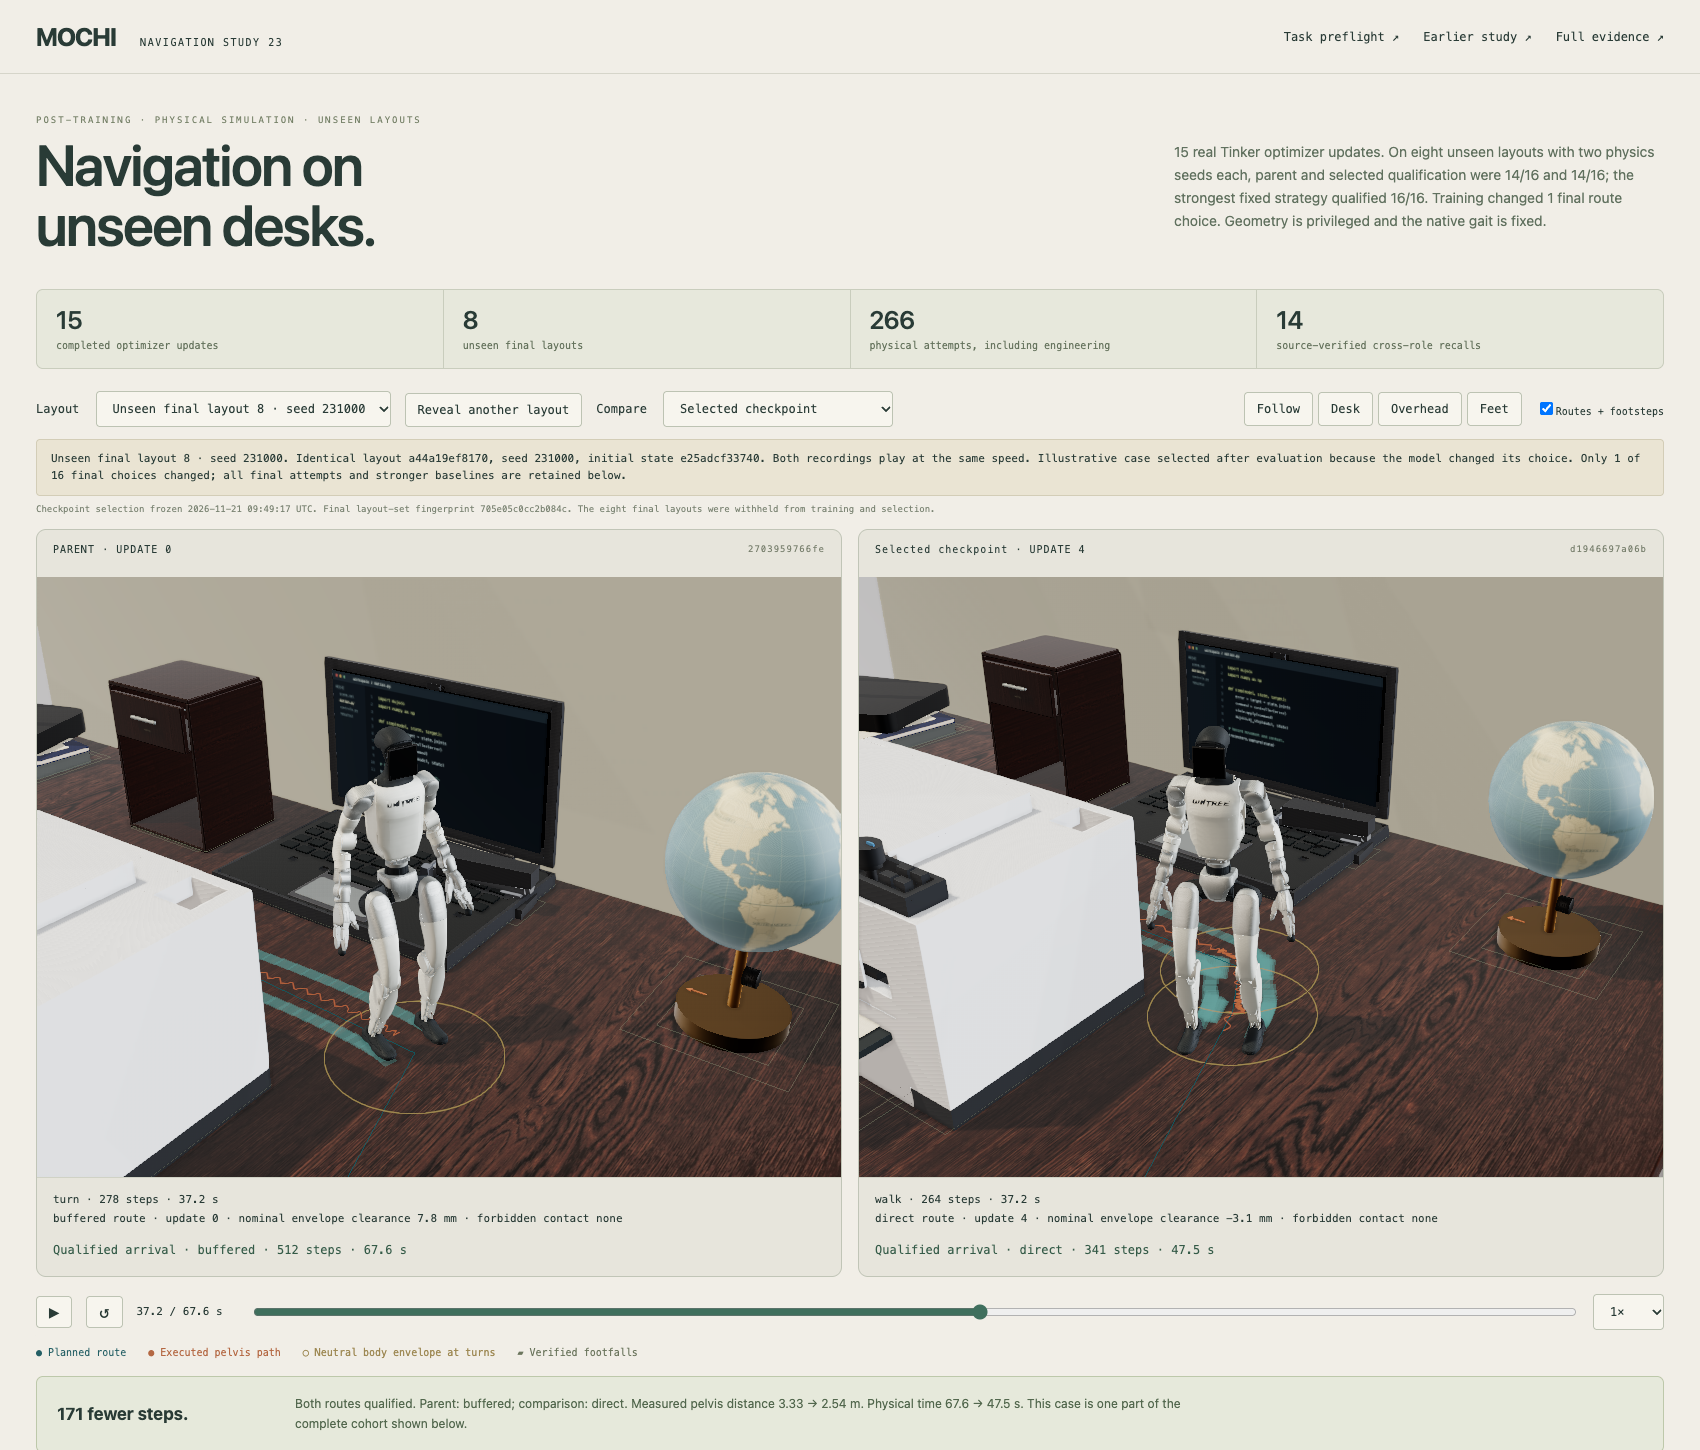 MOCHI NAVIGATION STUDY 23
Task preflight ↗ Earlier study ↗ Full evidence ↗
POST-TRAINING · PHYSICAL SIMULATION · UNSEEN LAYOUTS
Navigation on
unseen desks.
15 real Tinker optimizer updates. On eight unseen layouts with two physics
seeds each, parent and selected qualification were 14/16 and 14/16; the
strongest fixed strategy qualified 16/16. Training changed 1 final route
choice. Geometry is privileged and the native gait is fixed.
15
completed optimizer updates
8
unseen final layouts
266
physical attempts, including engineering
14
source-verified cross-role recalls
Layout Unseen final layout 8 · seed 231000 Reveal another layout Compare Selected checkpoint Follow Desk Overhead Feet Routes + footsteps
Unseen final layout 8 · seed 231000. Identical layout a44a19ef8170, seed 231000, initial state e25adcf33740. Both recordings play at the same speed. Illustrative case selected after evaluation because the model changed its choice. Only 1 of
16 final choices changed; all final attempts and stronger baselines are retained below.
Checkpoint selection frozen 2026-11-21 09:49:17 UTC. Final layout-set fingerprint 705e05c0cc2b084c. The eight final layouts were withheld from training and selection.
PARENT · UPDATE 0 2703959766fe
Selected checkpoint · UPDATE 4 d1946697a06b
turn · 278 steps · 37.2 s
buffered route · update 0 · nominal envelope clearance 7.8 mm · forbidden contact none
Qualified arrival · buffered · 512 steps · 67.6 s
walk · 264 steps · 37.2 s
direct route · update 4 · nominal envelope clearance −3.1 mm · forbidden contact none
Qualified arrival · direct · 341 steps · 47.5 s
37.2 / 67.6 s 1×
Planned route Executed pelvis path Neutral body envelope at turns Verified footfalls
171 fewer steps.
Both routes qualified. Parent: buffered; comparison: direct. Measured pelvis distance 3.33 → 2.54 m. Physical time 67.6 → 47.5 s. This case is one part of the
complete cohort shown below.